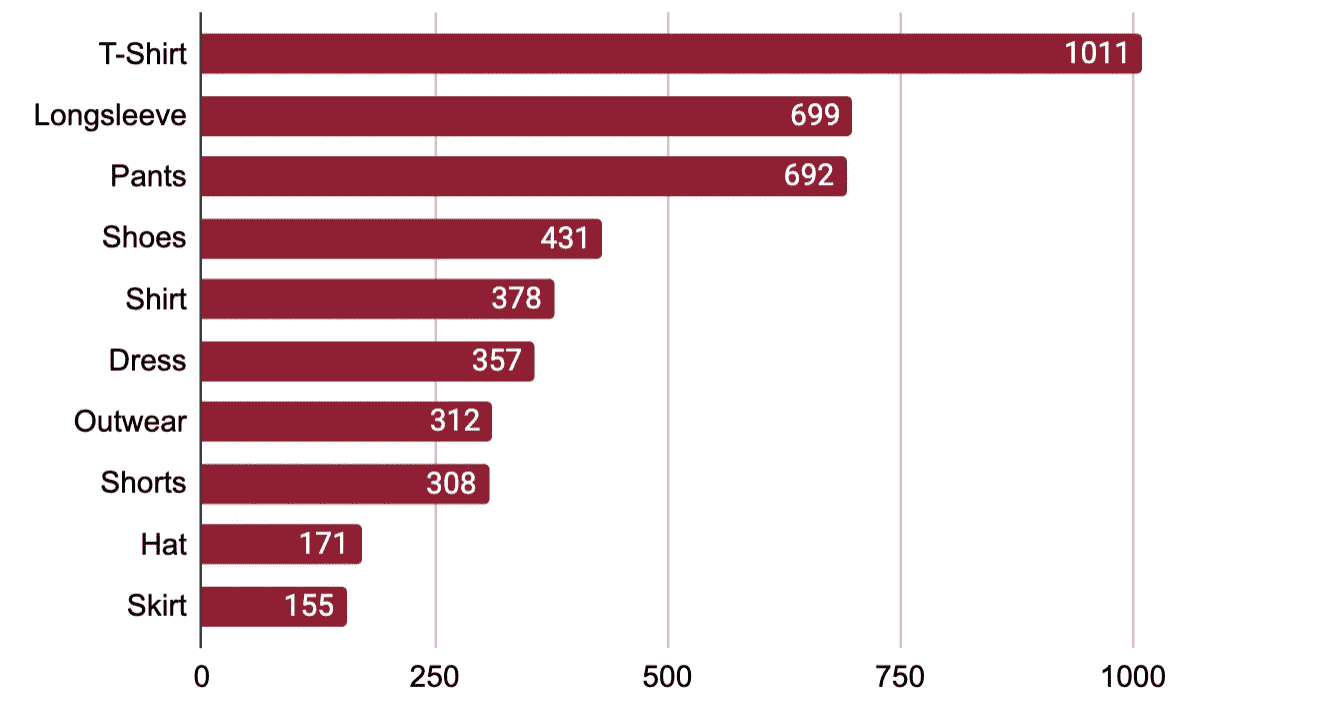 T-Shirt 1011
Longsleeve 699
Pants 692
Shoes 431
Shirt 378
Dress 357
Outwear 312
Shorts 308
Hat 171
Skirt 155
0 250 500 750 1000